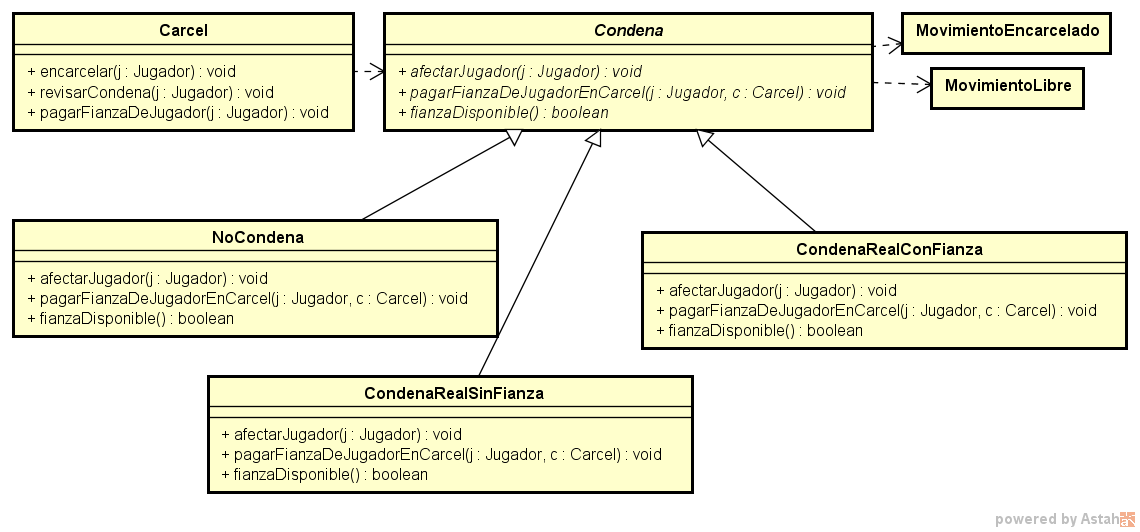 Carcel
+ encarcelar(j : Jugador) : void
+ revisarCondena(j : Jugador) : void
+ pagarFianzaDeJugador(j : Jugador) : void
Condena
+ afectarJugador(j : Jugador) : void
+ pagarFianzaDeJugadorEnCarcel(j : Jugador, c : Carcel) : void
+ fianzaDisponible() : boolean
MovimientoEncarcelado
MovimientoLibre
NoCondena
+ afectarJugador(j : Jugador) : void
+ pagarFianzaDeJugadorEnCarcel(j : Jugador, c : Carcel) : void
+ fianzaDisponible() : boolean
CondenaRealConFianza
+ afectarJugador(j : Jugador) : void
+ pagarFianzaDeJugadorEnCarcel(j : Jugador, c : Carcel) : void
+ fianzaDisponible() : boolean
CondenaRealSinFianza
+ afectarJugador(j : Jugador) : void
+ pagarFianzaDeJugadorEnCarcel(j : Jugador, c : Carcel) : void
+ fianzaDisponible() : boolean
powered by Astah